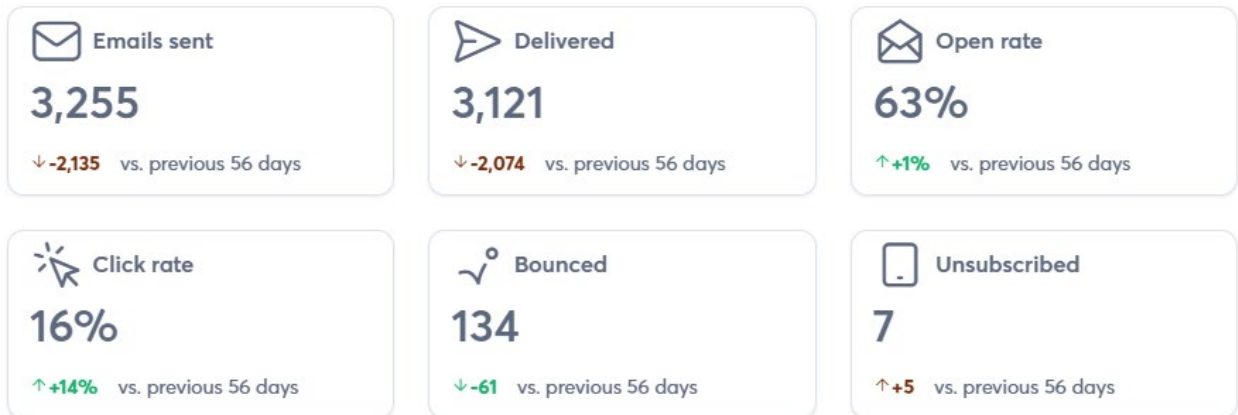 Emails sent
3,255
↓-2,135 vs. previous 56 days
Delivered
3,121
↓-2,074 vs. previous 56 days
Open rate
63%
↑+1% vs. previous 56 days
Click rate
16%
↑+14% vs. previous 56 days
Bounced
134
↓-61 vs. previous 56 days
Unsubscribed
7
↑+5 vs. previous 56 days